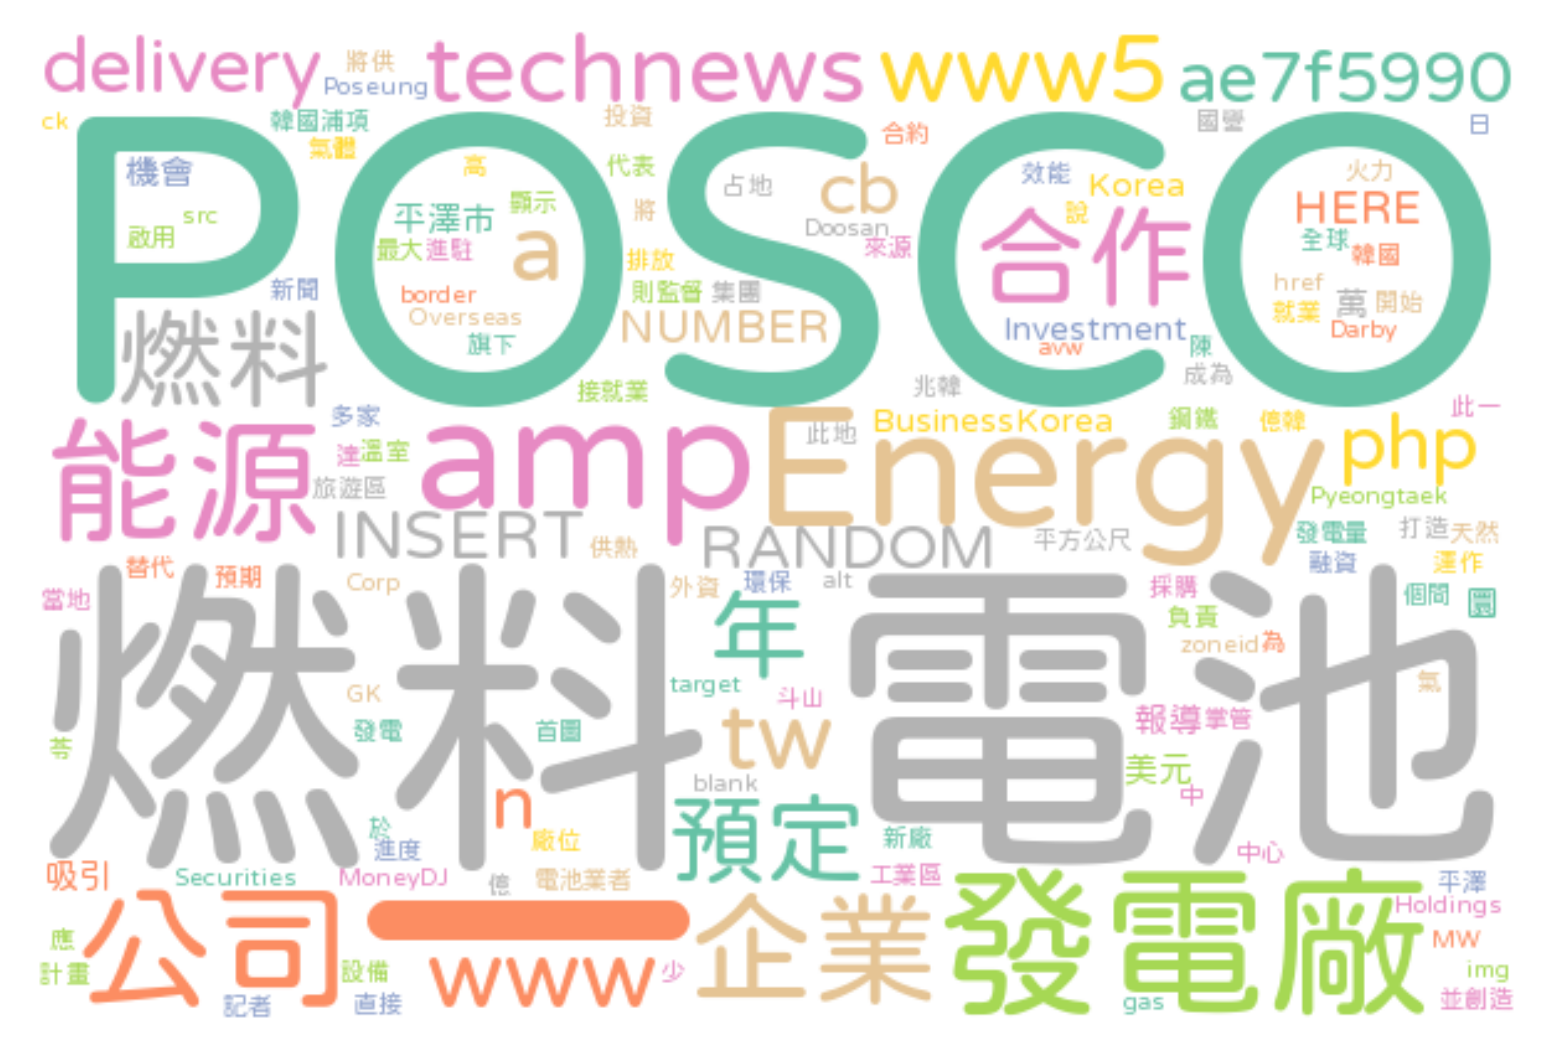 delivery 將供 technews www5 ae7f5990
Poseung
ck 韓國浦項 投資 合約 國營 日
氣體
POSCO
機會 高 代表 占地 cb 效能 Korea 火力
src 平澤市 顯示 將 Doosan 說 HERE
啟用 最大 進駐 a 排放 來源 合作 全球 韓國
新聞 border 則監督 集團 href 萬 開始
Overseas NUMBER Investment 就業 Darby
燃料 旗下 avw 陳
接就業 兆韓 成為
多家 BusinessKorea 鋼鐵 億韓 此一
能源 達 溫室 amp 此地 Energy php
旅遊區 Pyeongtaek
INSERT 供熱 RANDOM 平方公尺 發電量 打造 天然
替代 預期 Corp 外資 環保 alt 採購 融資 運作
當地 年 負責 個問 圜
燃料電池
zoneid 為
GK target 斗山 氣
苓 發電 首圖 tw 報導 掌管
n blank 美元
中
於 進度 廠位 預定 新廠 中心
吸引 Securities MoneyDJ 億 電池業者 工業區 平澤
公司 一 企業 發電廠 Holdings
應 MW
計畫 設備 www 少 img
記者 直接 gas 並創造